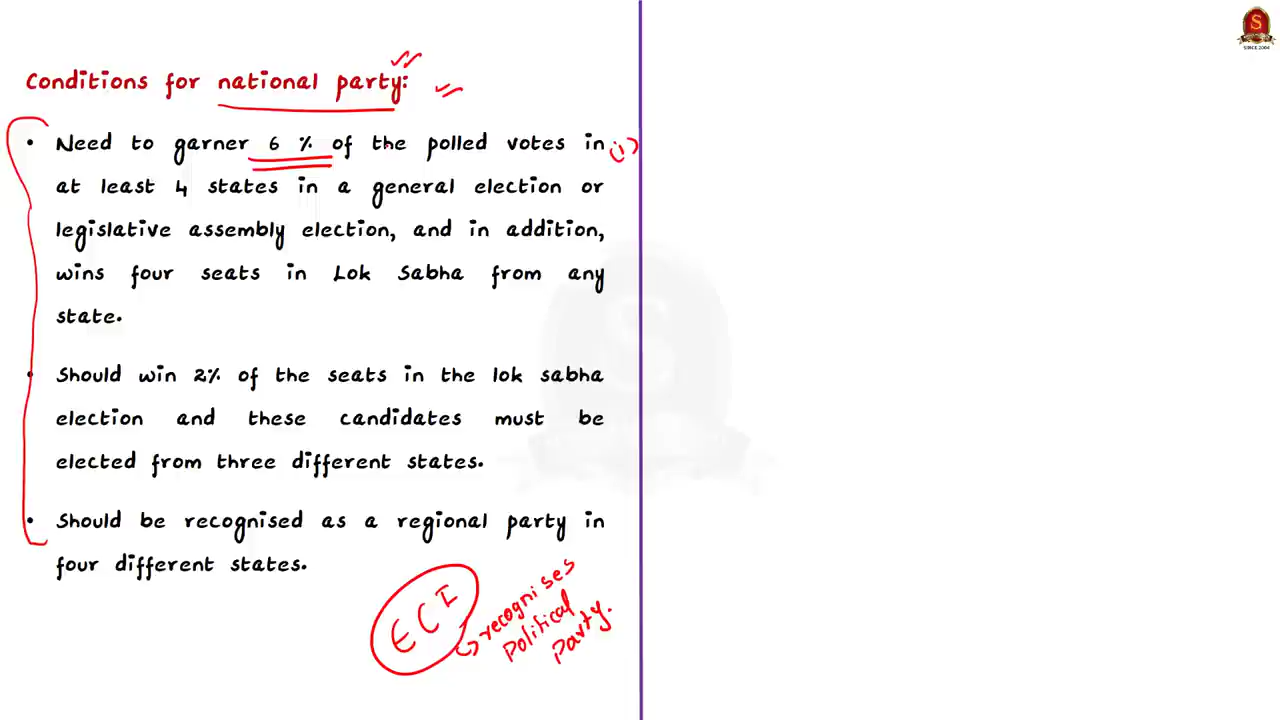 Conditions for national party:
• Need to garner 6 % of the polled votes in (1)
at least 4 states in a general election or
legislative assembly election, and in addition,
wins four seats in Lok Sabha from any
state.
• Should win 2% of the seats in the lok sabha
election and these candidates must be
elected from three different states.
• Should be recognised as a regional party in
four different states.
ECI
recognises
Political
party.
S
SINCE 2004